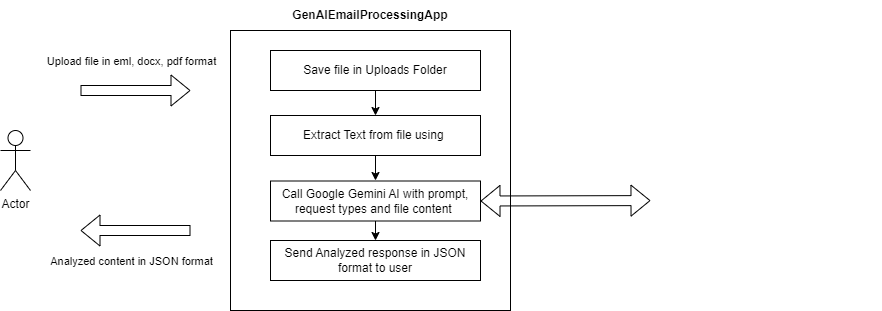 GenAIEmailProcessingApp
Upload file in eml, docx, pdf format
Save file in Uploads Folder
Extract Text from file using
Call Google Gemini AI with prompt,
request types and file content
Actor
Send Analyzed response in JSON
format to user
Analyzed content in JSON format